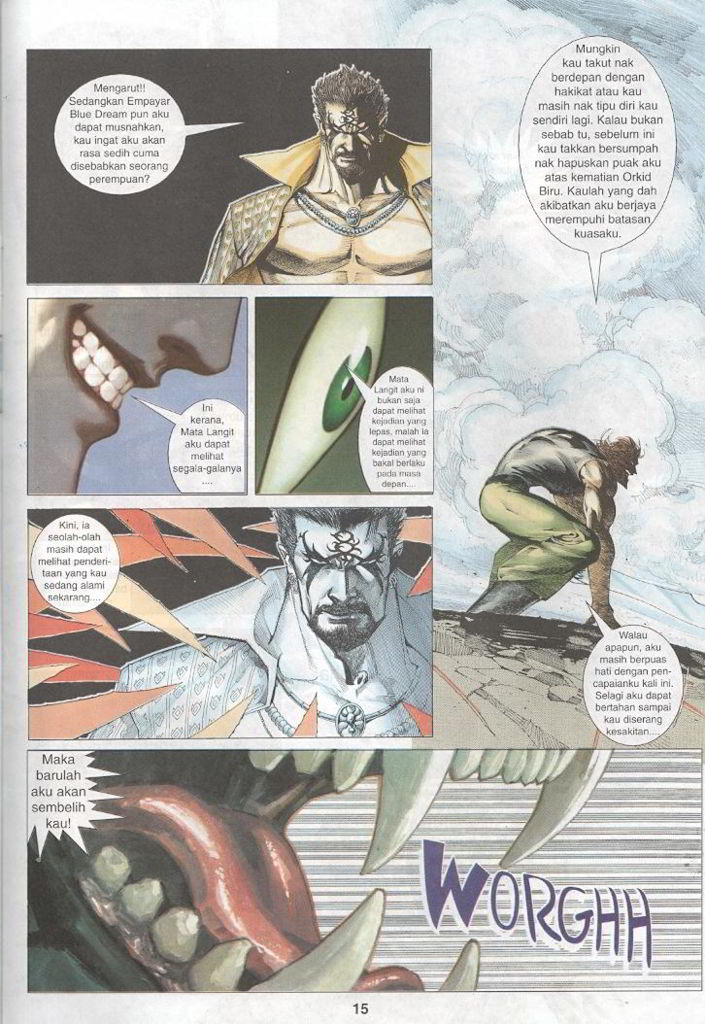 Mengarut!!
Sedangkan Empayar
Blue Dream pun aku
dapat musnahkan,
kau ingat aku akan
rasa sedih cuma
disebabkan seorang
perempuan?
Mungkin
kau takut nak
berdepan dengan
hakikat atau kau
masih nak tipu diri kau
sendiri lagi. Kalau bukan
sebab tu, sebelum ini
kau takkan bersumpah
nak hapuskan puak aku
atas kematian Orkid
Biru. Kaulah yang dah
akibatkan aku berjaya
merempuhi batasan
kuasaku.
Ini
kerana,
Mata Langit
aku dapat
melihat
segala-galanya
....
Mata
Langit aku ni
bukan saja
dapat melihat
kejadian yang
lepas, malah ia
dapat melihat
kejadian yang
bakal berlaku
pada masa
depan....
Kini, ia
seolah-olah
masih dapat
melihat penderi-
taan yang kau
sedang alami
sekarang....
Walau
apapun, aku
masih berpuas
hati dengan pen-
capaianku kali ini.
Selagi aku dapat
bertahan sampai
kau diserang
kesakitan....
Maka
barulah
aku akan
sembelih
kau!
WORGHH
15